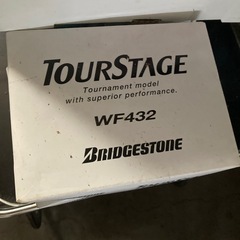 TOURSTAGE
Tournament model
with superior performance.
WF432
BRIDGESTONE